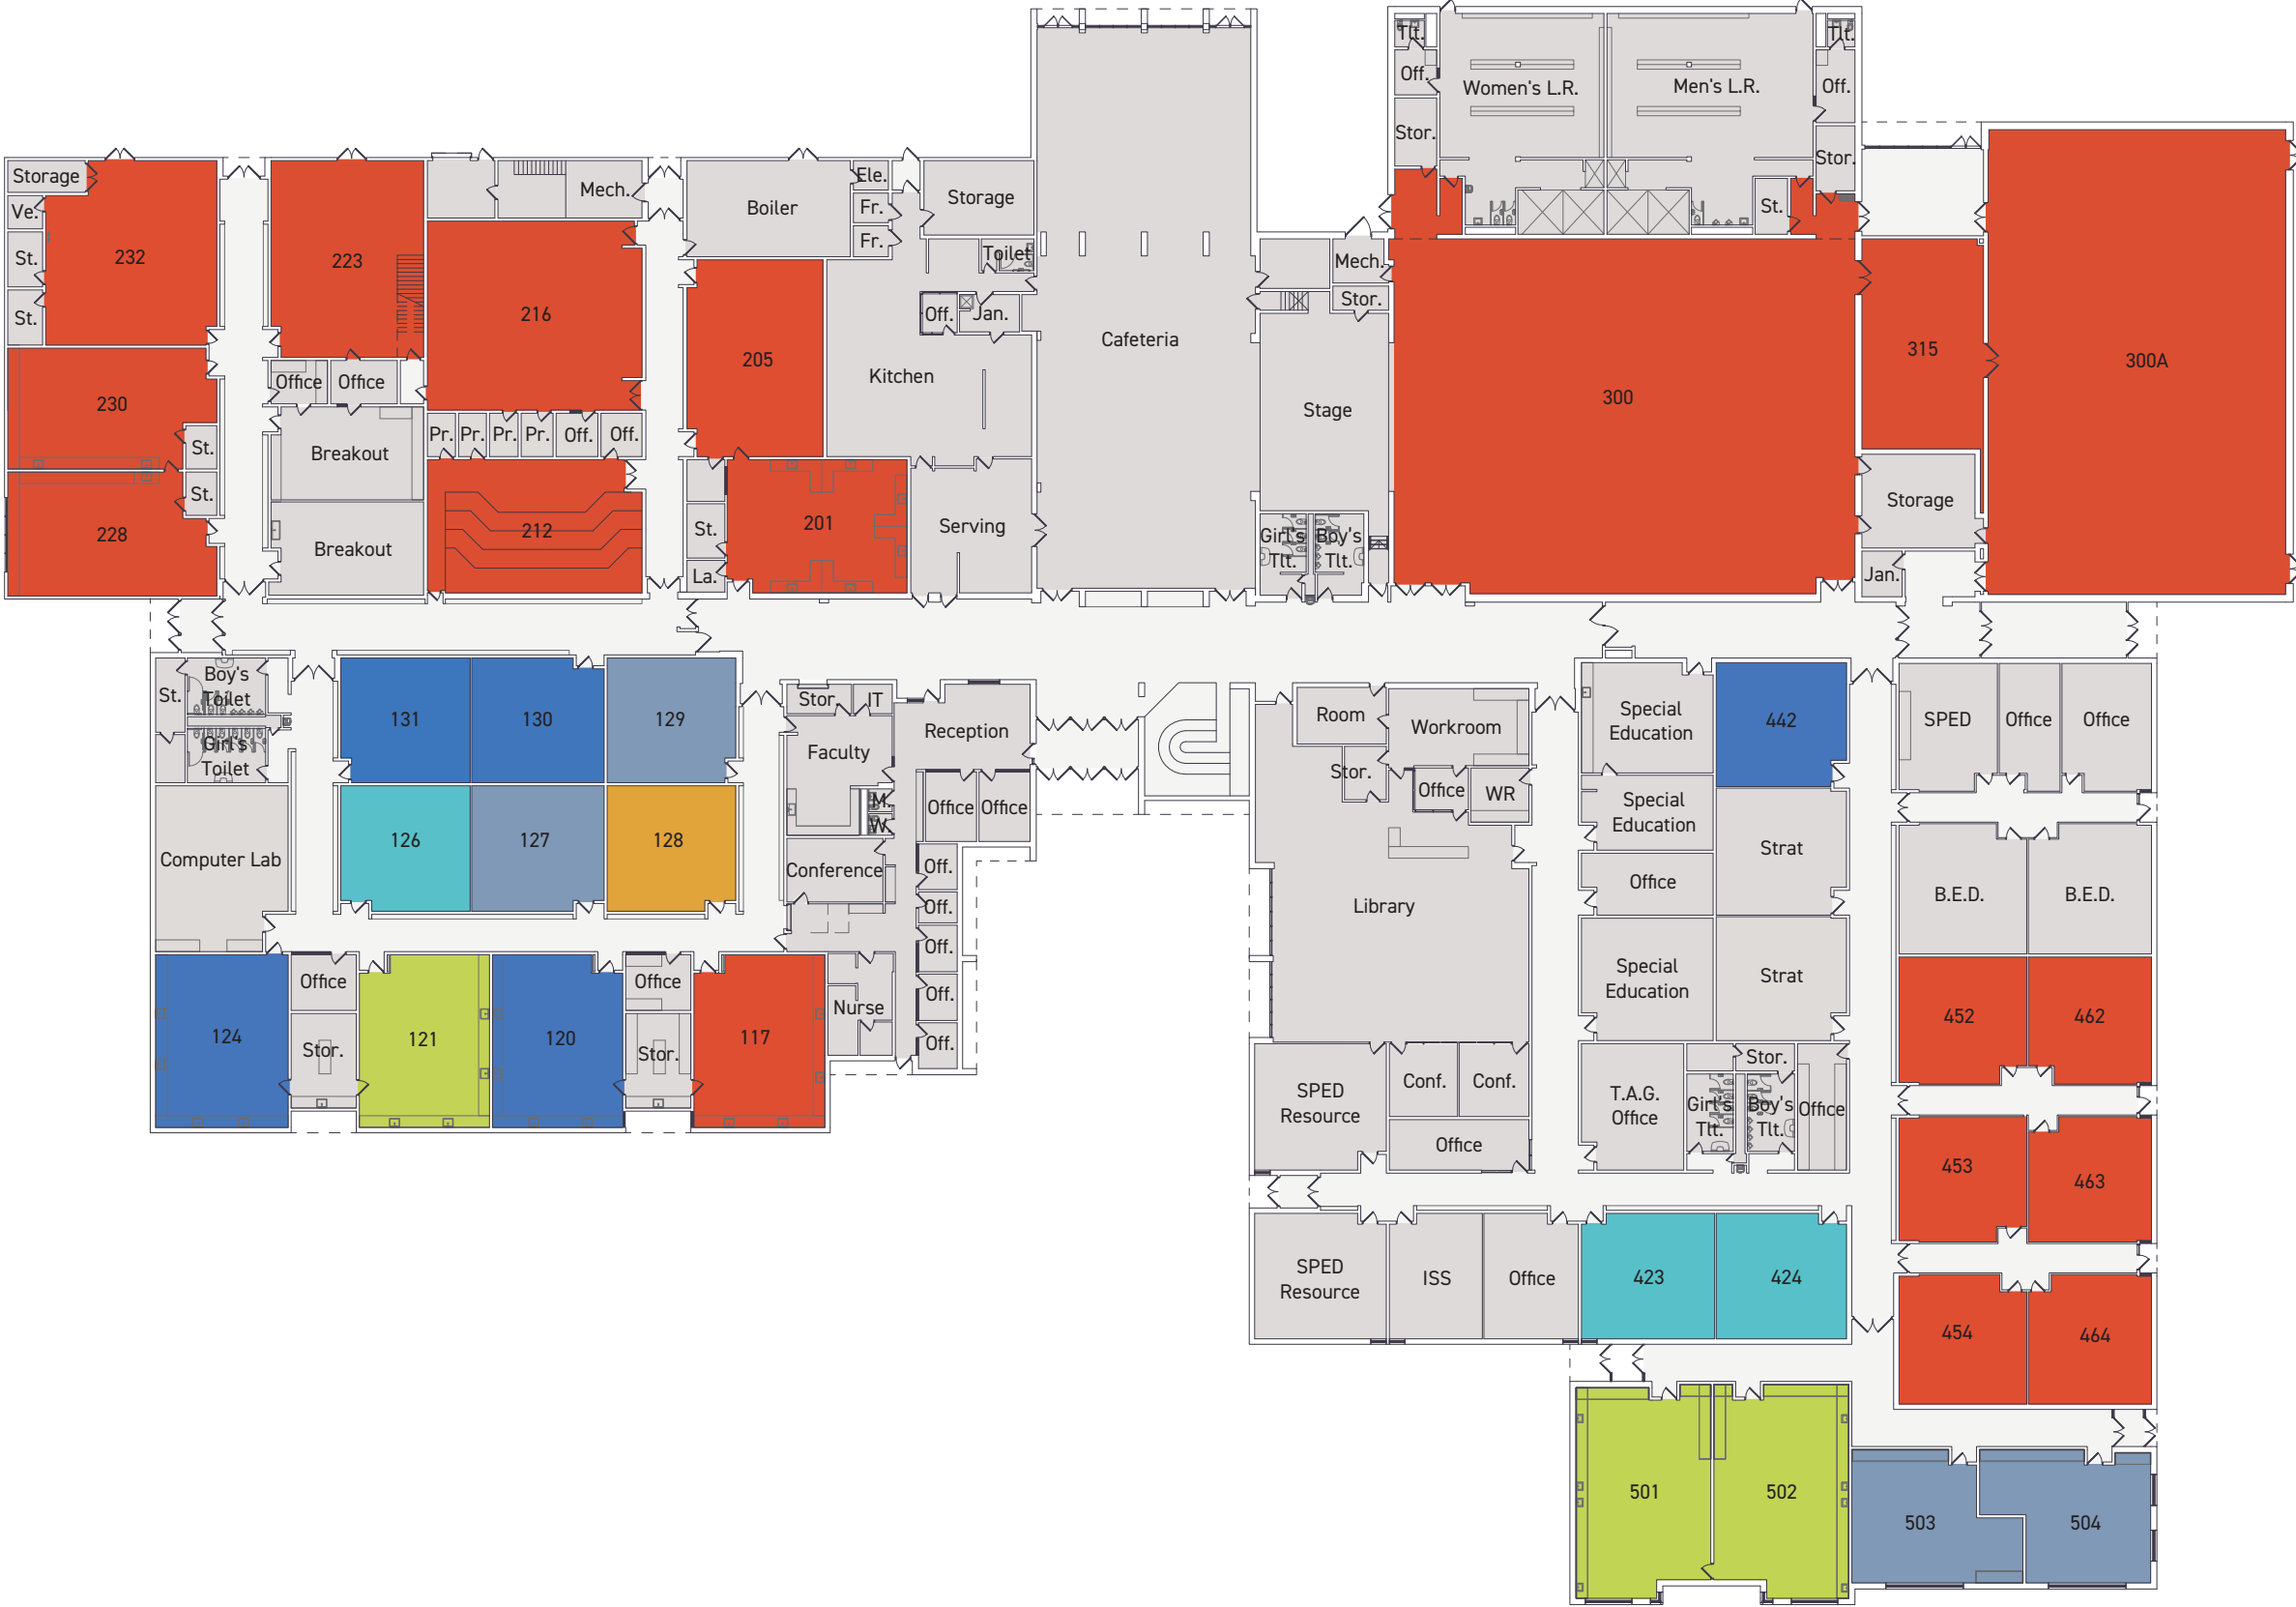 Tlt.
Tlt.
Off.
Women's L.R.
Men's L.R.
Off.
Stor.
Stor.
Storage
Mech.
Ele.
Storage
Ve.
Boiler
Fr.
St.
232
223
Fr.
Toilet
St.
Mech.
St.
216
Off.
Jan.
Stor.
Cafeteria
205
315
300A
Office
Office
Kitchen
300
230
Stage
Pr.
Pr.
Pr.
Pr.
Off.
Off.
St.
Breakout
St.
Storage
228
212
St.
201
Serving
Girl's
Tlt.
Boy's
Tlt.
Breakout
La.
Jan.
St.
Boy's
Toilet
131
130
129
Stor.
IT
Reception
Room
Workroom
Special
Education
442
SPED
Office
Office
Girl's
Toilet
Faculty
Stor.
Office
WR
M.
W.
Office
Office
Special
Education
Strat
Computer Lab
126
127
128
Conference
Off.
Office
B.E.D.
B.E.D.
Off.
Library
Off.
Office
Office
Special
Education
Strat
Off.
Nurse
452
462
124
Stor.
121
120
Stor.
117
Off.
SPED
Resource
Conf.
Conf.
T.A.G.
Office
Stor.
Girl's
Tlt.
Boy's
Tlt.
Office
Office
453
463
SPED
Resource
ISS
Office
423
424
454
464
501
502
503
504